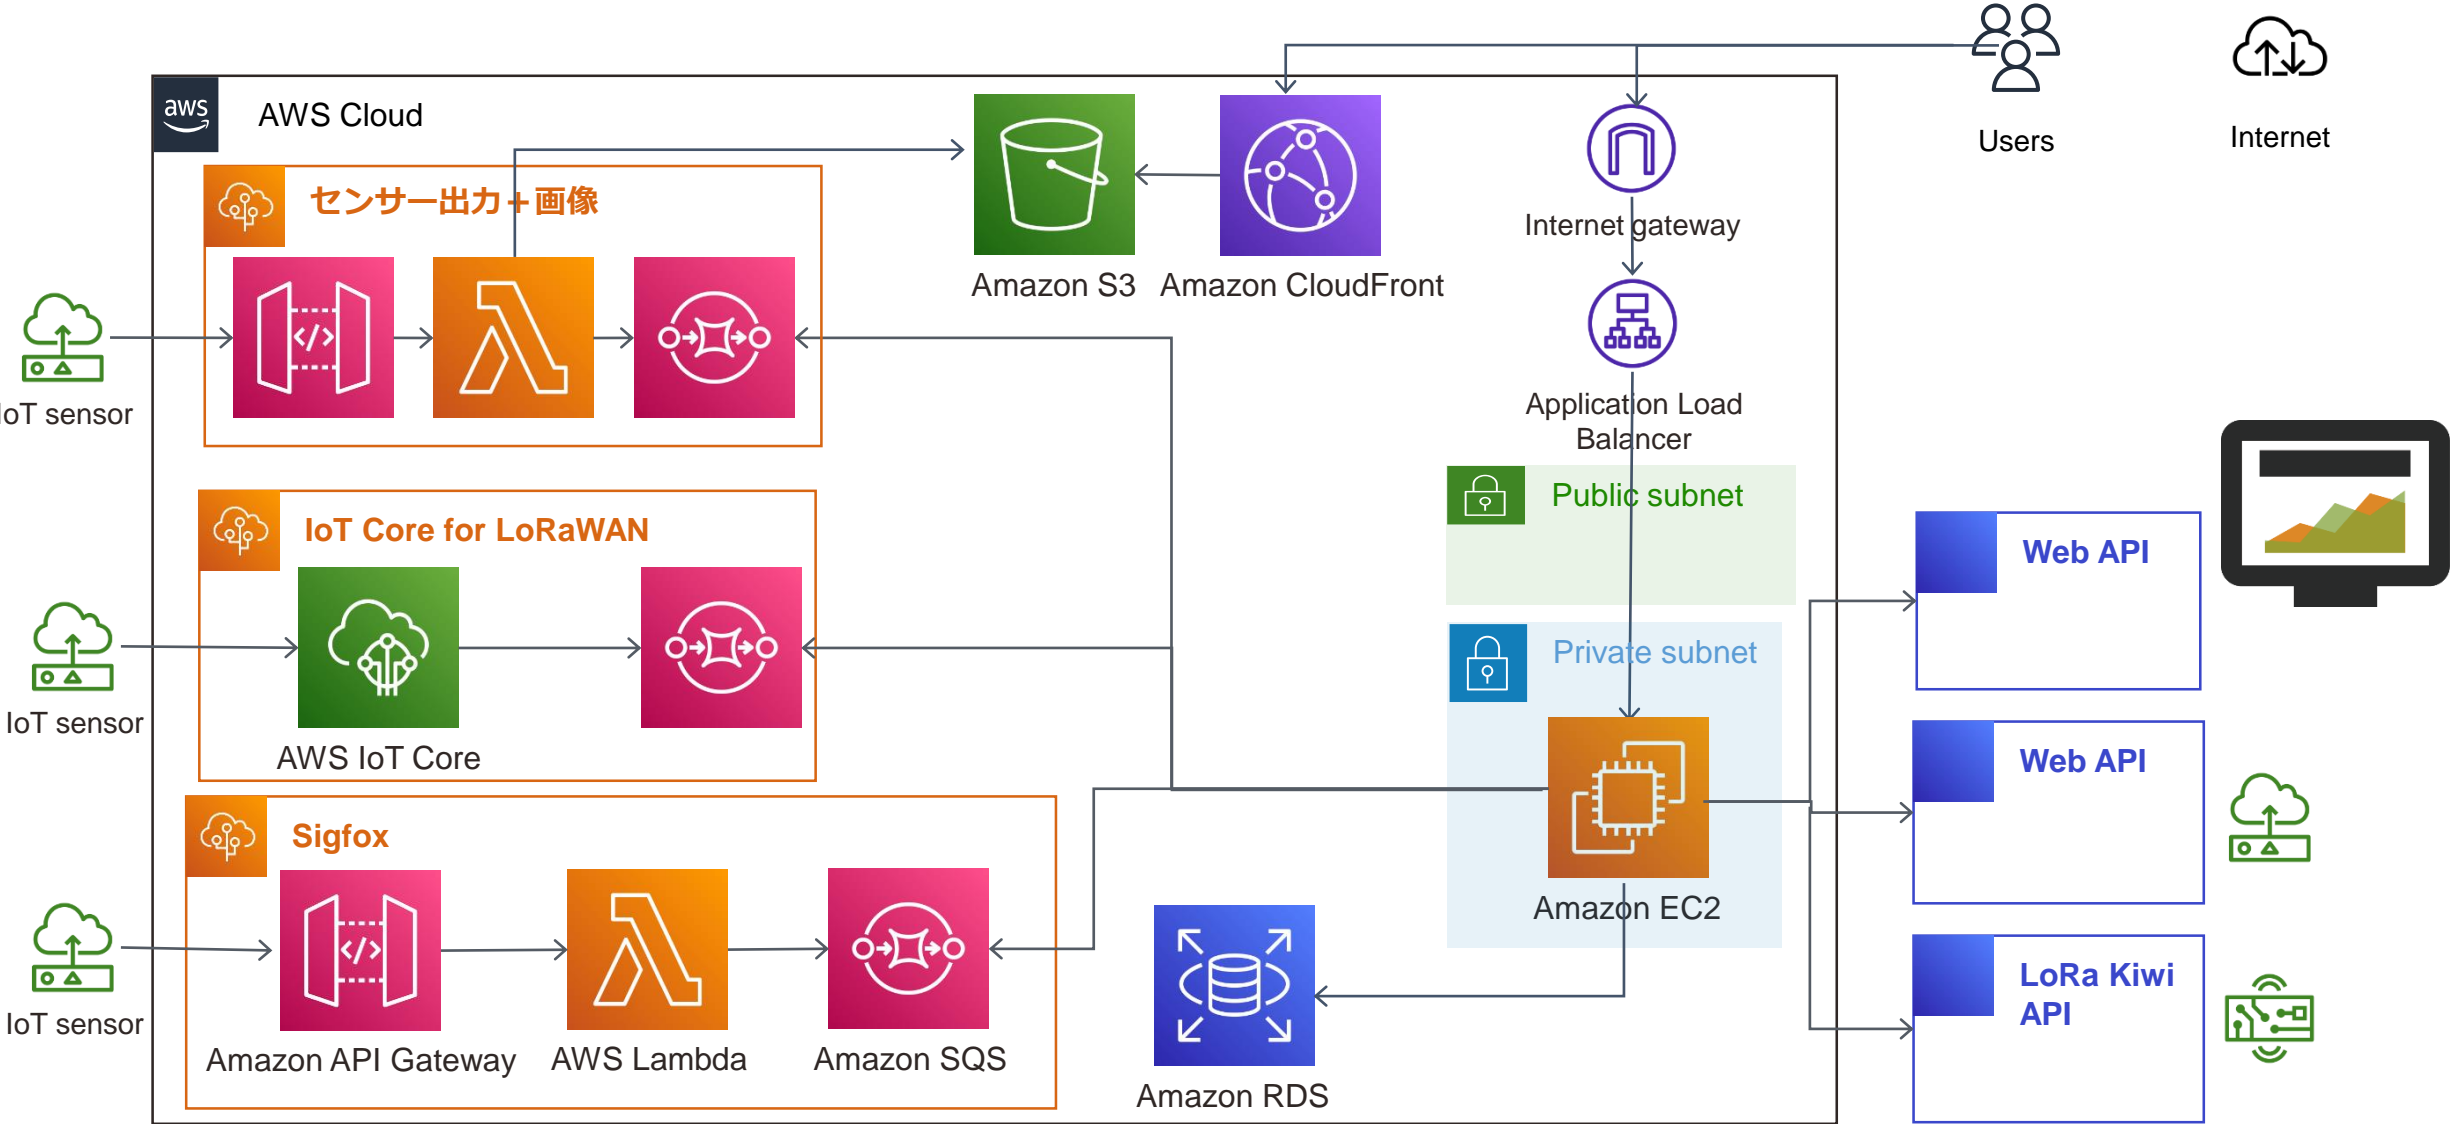 Users
Internet
aws
AWS Cloud
センサー出力+画像
Amazon S3
Amazon CloudFront
Internet gateway
IoT sensor
Application Load
Balancer
Public subnet
IoT Core for LoRaWAN
Web API
Private subnet
IoT sensor
AWS IoT Core
Web API
Sigfox
Amazon EC2
LoRa Kiwi
API
IoT sensor
Amazon API Gateway
AWS Lambda
Amazon SQS
Amazon RDS